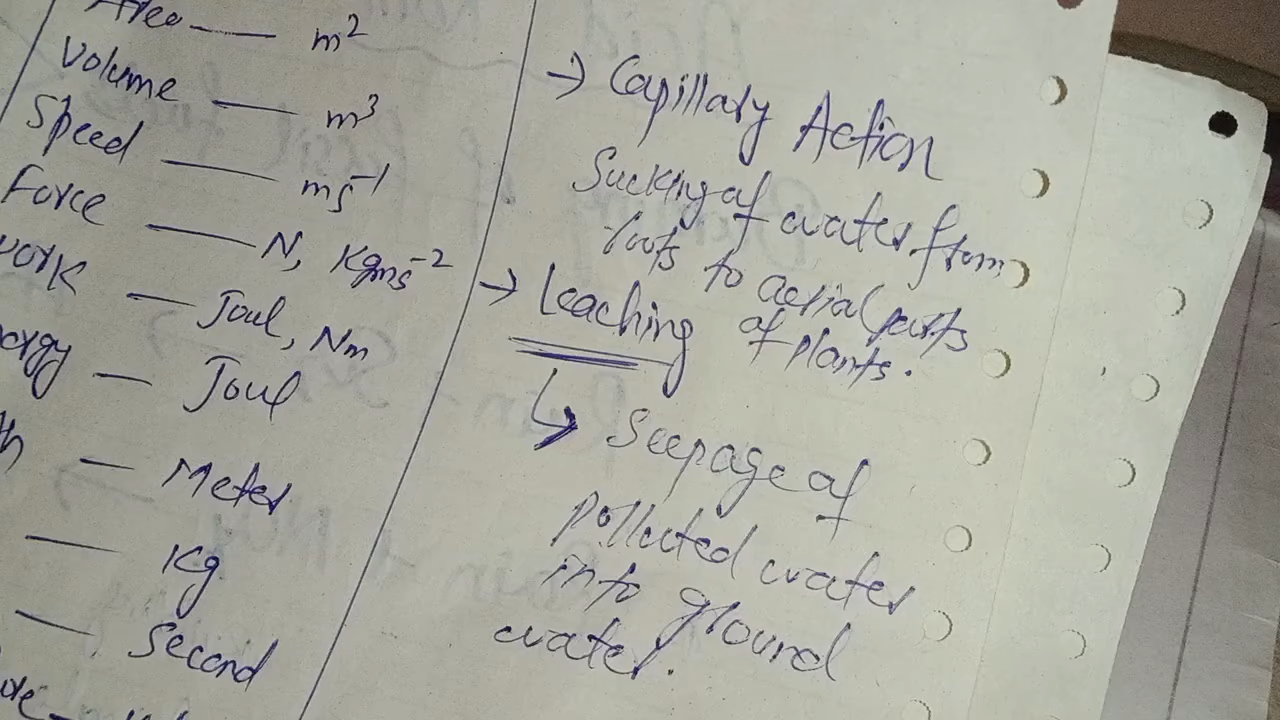 Area — m²
Volume — m³
Speed — ms⁻¹
Force — N, Kgms⁻²
work — Joul, Nm
— Joul
— Meter
— Kg
— Second
→ Capillary Action
Sucking of water from
roots to aerial parts
of plants.
→ Leaching
↳ Seepage of
polluted water
into ground
water.